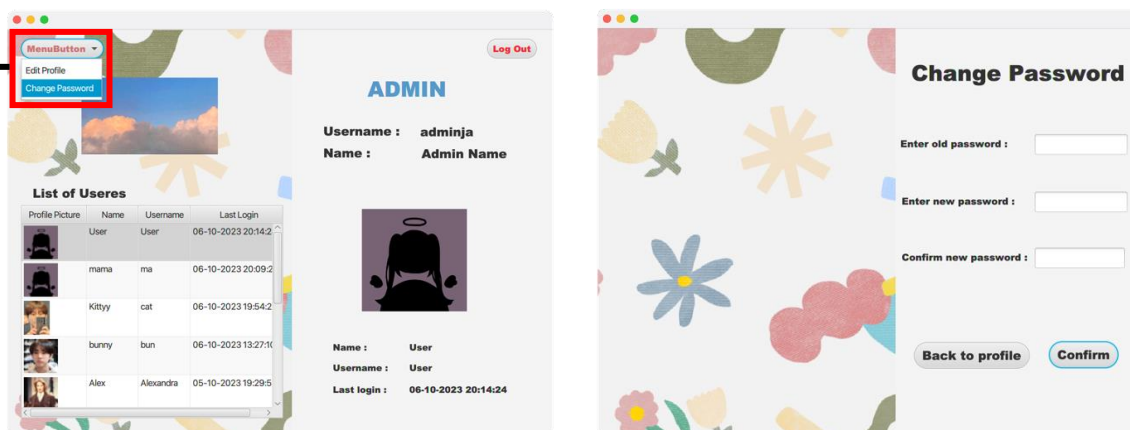 MenuButton
Edit Profile
Change Password
Log Out
ADMIN
Username : adminja
Name : Admin Name
List of Useres
Profile Picture Name Username Last Login
User User 06-10-2023 20:14:2
mama ma 06-10-2023 20:09:2
Kittyy cat 06-10-2023 19:54:2
bunny bun 06-10-2023 13:27:1
Alex Alexandra 05-10-2023 19:29:5
Name : User
Username : User
Last login : 06-10-2023 20:14:24
Change Password
Enter old password :
Enter new password :
Confirm new password :
Back to profile
Confirm